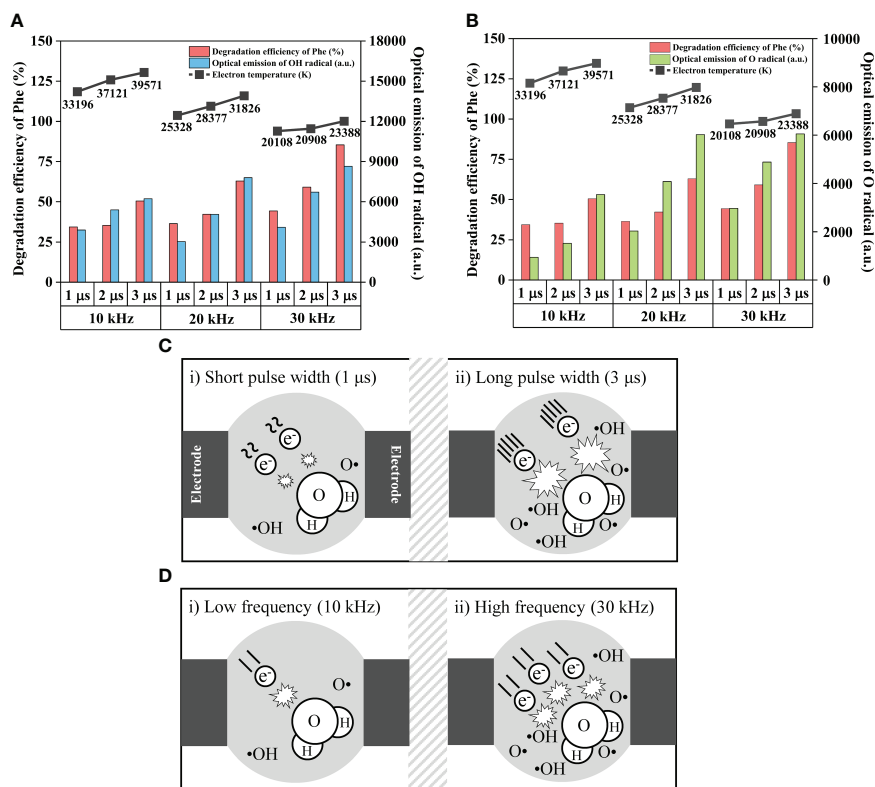 A
Degradation efficiency of Phe (%)
150
125
100
75
50
25
0
Degradation efficiency of Phe (%)
Optical emission of OH radical (a.u.)
Electron temperature (K)
33196
37121
39571
25328
28377
31826
20108
20908
23388
18000
15000
12000
9000
6000
3000
0
Optical emission of OH radical (a.u.)
1 μs 2 μs 3 μs 1 μs 2 μs 3 μs 1 μs 2 μs 3 μs
10 kHz 20 kHz 30 kHz
B
Degradation efficiency of Phe (%)
150
125
100
75
50
25
0
Degradation efficiency of Phe (%)
Optical emission of O radical (a.u.)
Electron temperature (K)
33196
37121
39571
25328
28377
31826
20108
20908
23388
10000
8000
6000
4000
2000
0
Optical emission of O radical (a.u.)
1 μs 2 μs 3 μs 1 μs 2 μs 3 μs 1 μs 2 μs 3 μs
10 kHz 20 kHz 30 kHz
C
i) Short pulse width (1 μs)
Electrode
e-
e-
O•
O
H
H
•OH
Electrode
ii) Long pulse width (3 μs)
e-
e-
•OH
O•
O
H
H
•OH
O•
O•
•OH
D
i) Low frequency (10 kHz)
e-
O•
O
H
H
•OH
ii) High frequency (30 kHz)
e-
e-
e-
•OH
O•
O
H
H
•OH
O•
O•
•OH